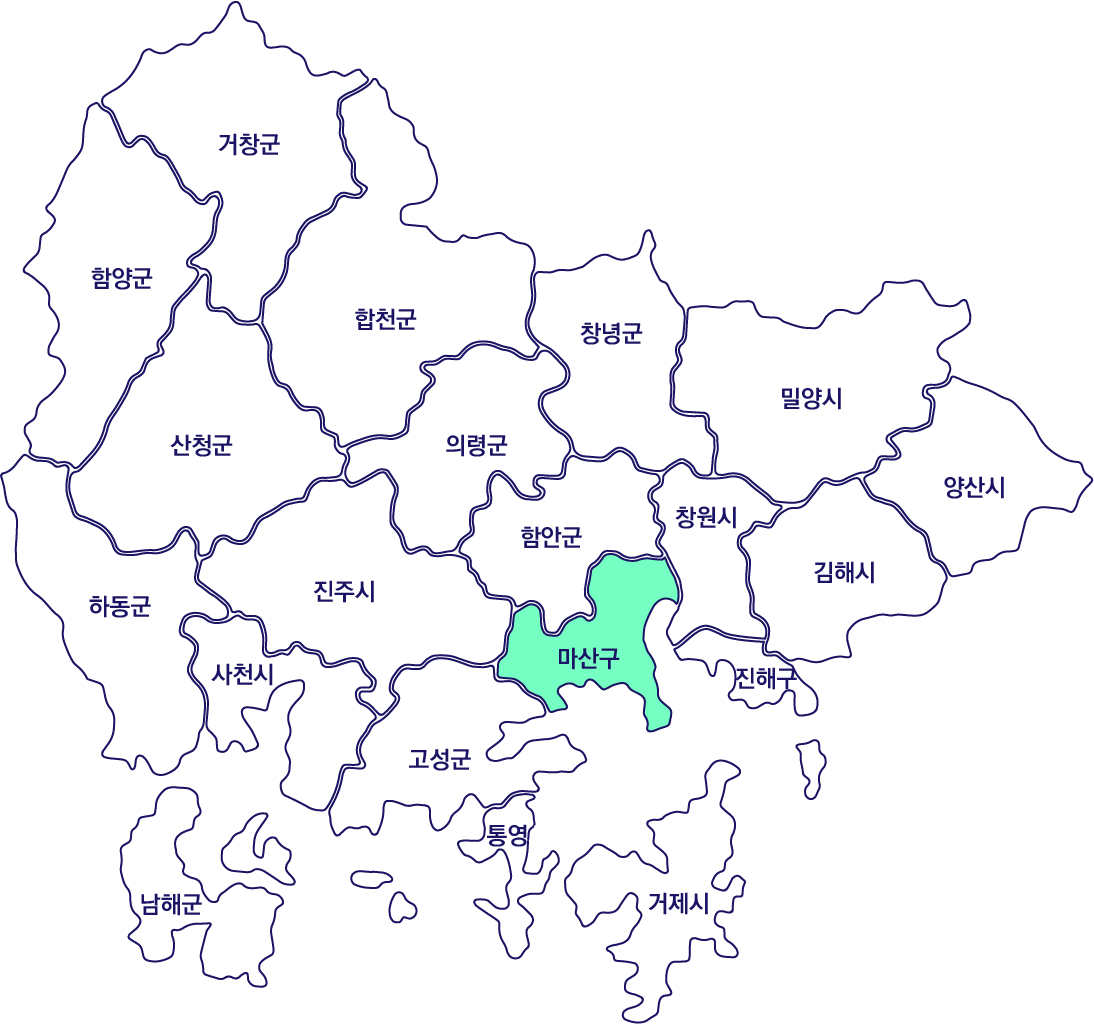 거창군
함양군
합천군
창녕군
밀양시
산청군
의령군
양산시
창원시
함안군
김해시
진주시
하동군
마산구
사천시
진해구
고성군
통영
남해군
거제시